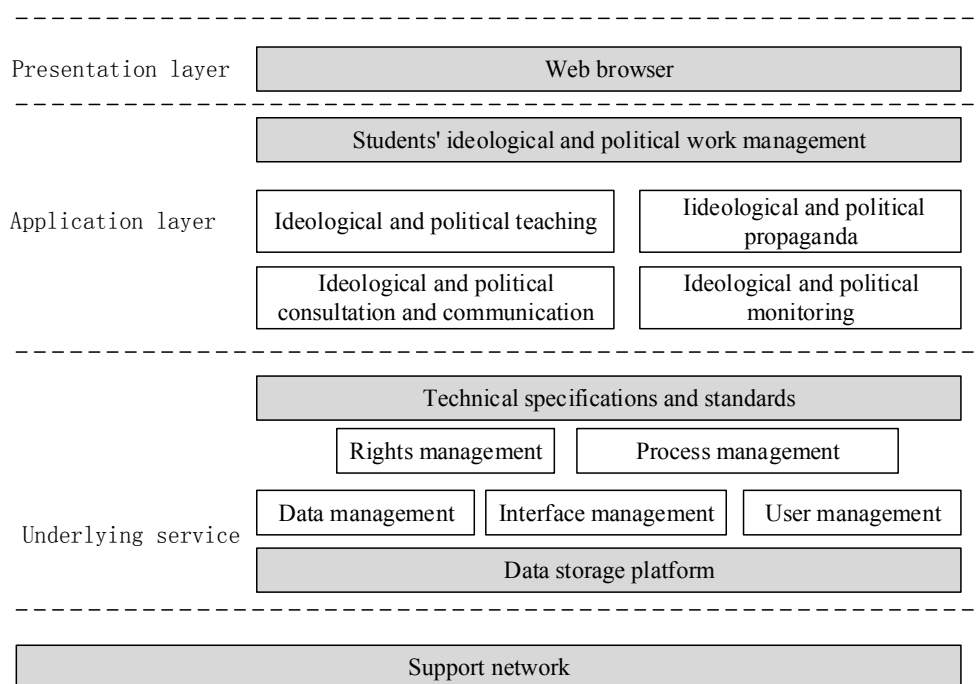 Presentation layer
Web browser
Students' ideological and political work management
Application layer
Ideological and political teaching
Iideological and political
propaganda
Ideological and political
consultation and communication
Ideological and political
monitoring
Technical specifications and standards
Rights management
Process management
Underlying service
Data management
Interface management
User management
Data storage platform
Support network